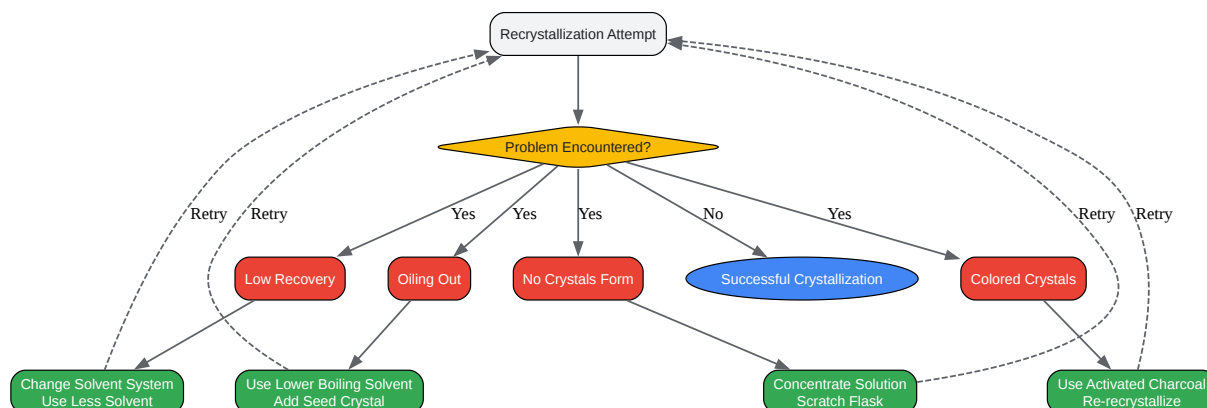 Recrystallization Attempt
Problem Encountered?
Retry
Retry
Yes
Yes
Yes
No
Yes
Retry
Retry
Low Recovery
Oiling Out
No Crystals Form
Successful Crystallization
Colored Crystals
Change Solvent System
Use Less Solvent
Use Lower Boiling Solvent
Add Seed Crystal
Concentrate Solution
Scratch Flask
Use Activated Charcoal
Re-recrystallize